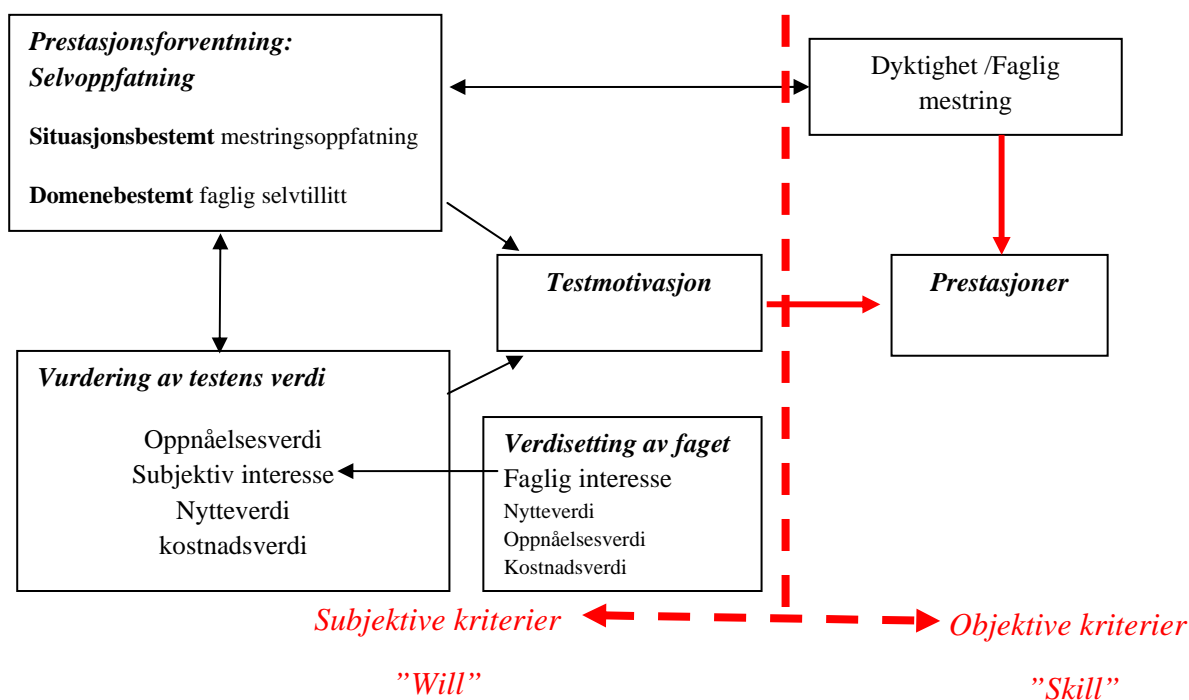 Prestasjonsforventning:
Selvoppfatning
Situasjonsbestemt mestringsoppfatning
Domenebestemt faglig selvtillitt
Dyktighet /Faglig
mestring
Testmotivasjon
Prestasjoner
Vurdering av testens verdi
Oppnåelsesverdi
Subjektiv interesse
Nytteverdi
kostnadsverdi
Verdisetting av faget
Faglig interesse
Nytteverdi
Oppnåelsesverdi
Kostnadsverdi
Subjektive kriterier
”Will”
Objektive kriterier
”Skill”